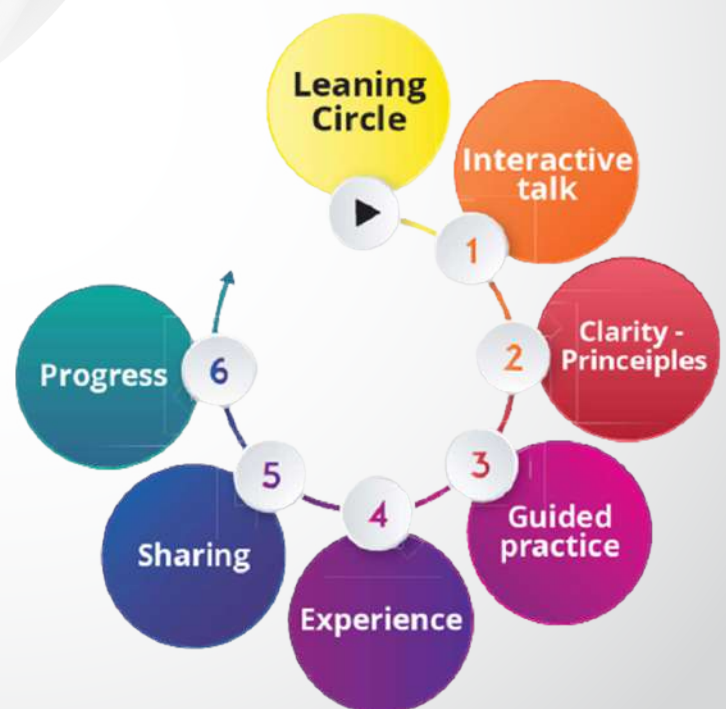 Leaning
Circle
Interactive
talk
1
Clarity -
Princeiples
2
Guided
practice
3
Experience
4
Sharing
5
Progress
6